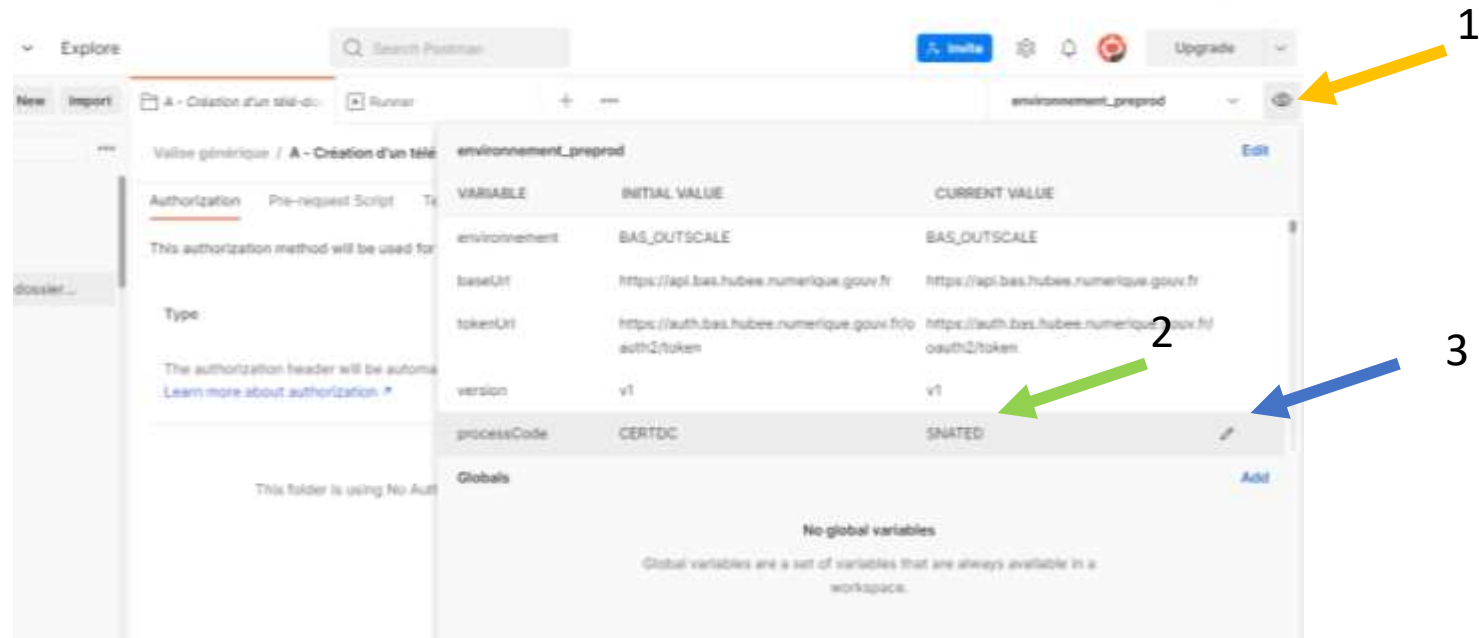 1
Explore
Search Postman
Invite
Upgrade
New Import
A - Création d'un télé-do
Runner
environnement_preprod
Valise générique / A - Création d'un télé
environnement_preprod
Edit
Authorization Pre-request Script Te
VARIABLE INITIAL VALUE CURRENT VALUE
This authorization method will be used for
environnement BAS_OUTSCALE BAS_OUTSCALE
baseUrl https://api.bas.hubee.numerique.gouv.fr https://api.bas.hubee.numerique.gouv.fr
dossier...
Type
tokenUrl https://auth.bas.hubee.numerique.gouv.fr/o https://auth.bas.hubee.numerique.gouv.fr/
auth2/token oauth2/token
2
3
The authorization header will be automa
Learn more about authorization
version v1 v1
processCode CERTDC SNATED
Globals
Add
This folder is using No Auth
No global variables
Global variables are a set of variables that are always available in a
workspace.